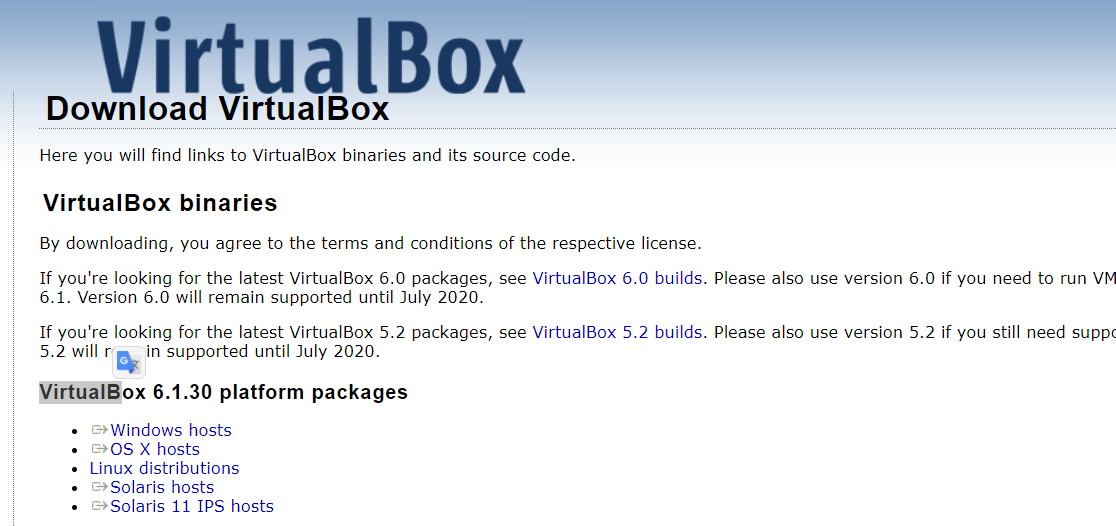 VirtualBox
Download VirtualBox
Here you will find links to VirtualBox binaries and its source code.
VirtualBox binaries
By downloading, you agree to the terms and conditions of the respective license.
If you're looking for the latest VirtualBox 6.0 packages, see VirtualBox 6.0 builds. Please also use version 6.0 if you need to run VM
6.1. Version 6.0 will remain supported until July 2020.
If you're looking for the latest VirtualBox 5.2 packages, see VirtualBox 5.2 builds. Please also use version 5.2 if you still need suppo
5.2 will r in supported until July 2020.
VirtualBox 6.1.30 platform packages
Windows hosts
OS X hosts
Linux distributions
Solaris hosts
Solaris 11 IPS hosts